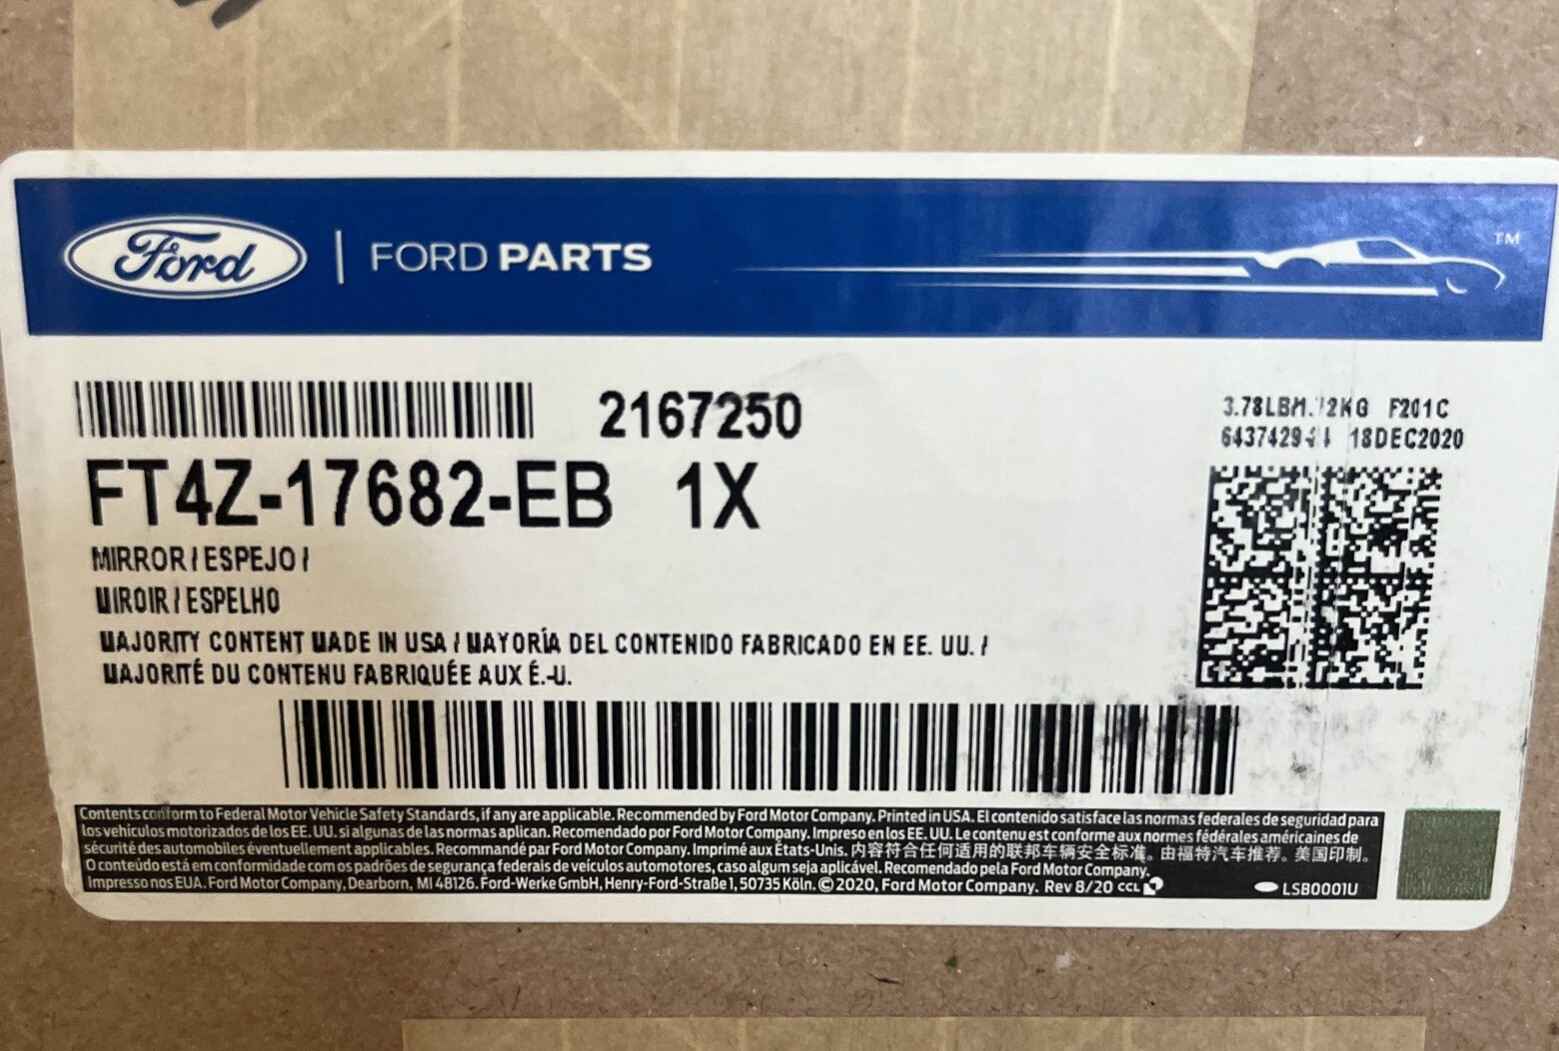 Ford | FORD PARTS
TM
2167250
FT4Z-17682-EB 1X
3.78LBM. F201C
18DEC2020
MIRROR / ESPEJO /
MIROIR / ESPELHO
MAJORITY CONTENT MADE IN USA / MAYORÍA DEL CONTENIDO FABRICADO EN EE. UU. /
MAJORITÉ DU CONTENU FABRIQUÉE AUX É.-U.
Contents conform to Federal Motor Vehicle Safety Standards, if any are applicable. Recommended by Ford Motor Company. Printed in USA. El contenido satisface las normas federales de seguridad para
los vehículos motorizados de los EE. UU. si algunas de las normas aplican. Recomendado por Ford Motor Company. Impreso en los EE. UU. Le contenu est conforme aux normes fédérales américaines de
sécurité des automobiles éventuellement applicables. Recommandé par Ford Motor Company. Imprimé aux États-Unis. 内容符合任何适用的联邦车辆安全标准。由福特汽车推荐。美国印制。
O conteúdo está em conformidade com os padrões de segurança federais de veículos automotores, caso algum seja aplicável. Recomendado pela Ford Motor Company.
Impresso nos EUA. Ford Motor Company, Dearborn, MI 48126. Ford-Werke GmbH, Henry-Ford-Straße 1, 50735 Köln. © 2020, Ford Motor Company. Rev 8/20 CCL LSB0001U